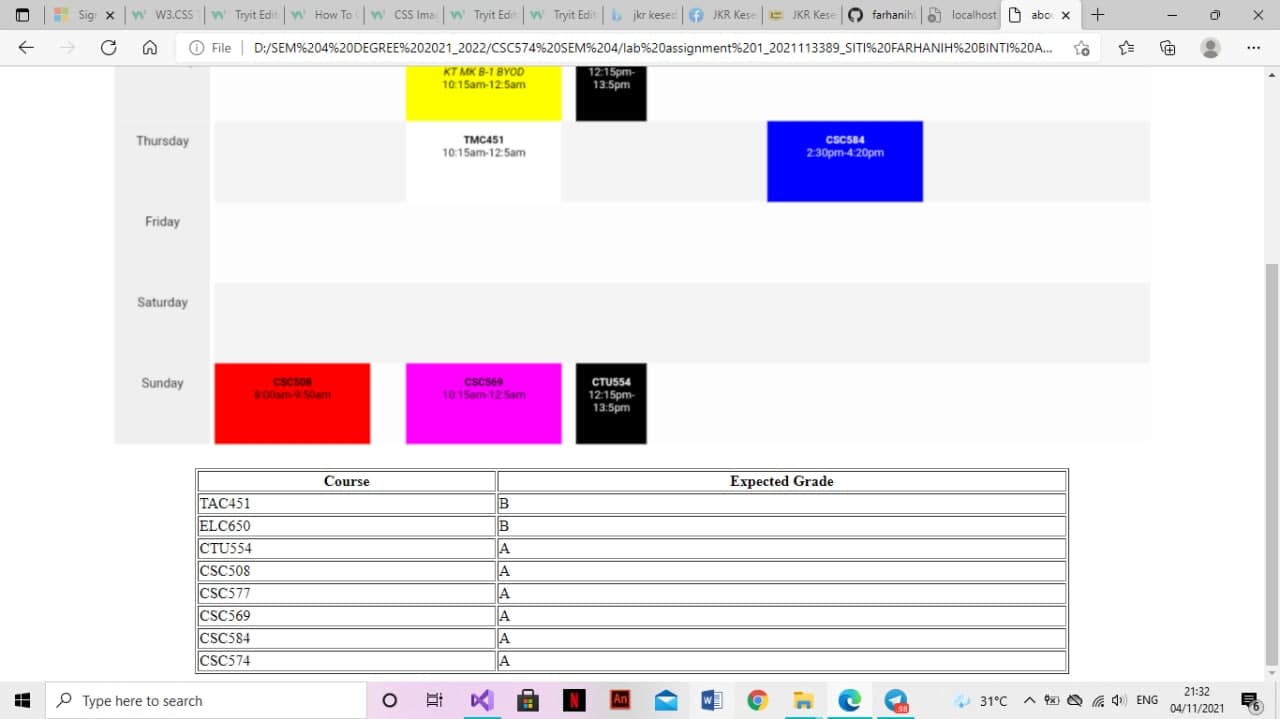 Sign
W3.CSS
Tryit Edit
How To
CSS Ima
Tryit Edit
Tryit Edit
jkr kese
JKR Kese
JKR Kese
farhanih
localhost
abo
File
D:/SEM%204%20DEGREE%202021_2022/CSC574%20SEM%204/lab%20assignment%201_2021113389_SITI%20FARHANIH%20BINTI%20A...
KT MK B-1 BYOD
10:15am-12:5am
12:15pm-
13:5pm
Thursday
TMC451
10:15am-12:5am
CSC584
2:30pm-4:20pm
Friday
Saturday
Sunday
CSC508
8:00am-9:50am
CSC569
10:15am-12:5am
CTU554
12:15pm-
13:5pm
Course Expected Grade
TAC451 B
ELC650 B
CTU554 A
CSC508 A
CSC577 A
CSC569 A
CSC584 A
CSC574 A
Type here to search
An
98
31°C
ENG
21:32
04/11/2021
6